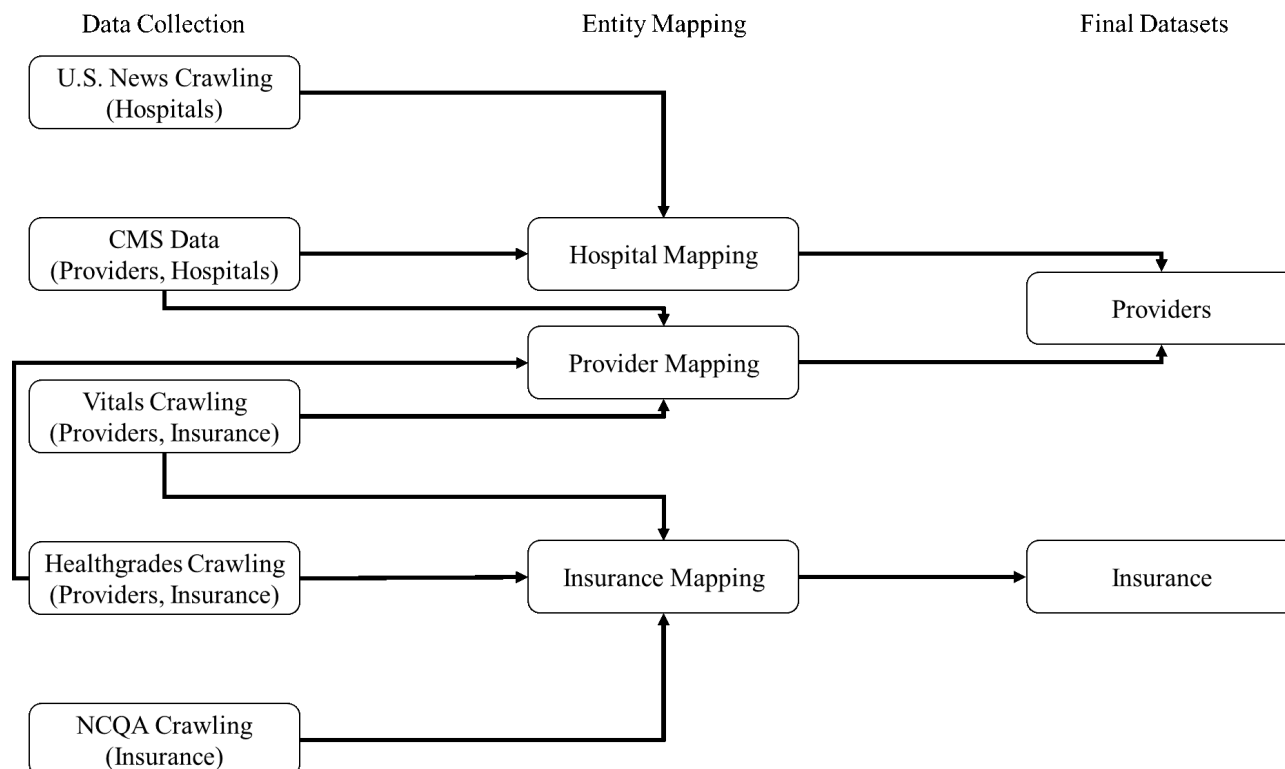 Data Collection
Entity Mapping
Final Datasets
U.S. News Crawling
(Hospitals)
CMS Data
(Providers, Hospitals)
Hospital Mapping
Providers
Provider Mapping
Vitals Crawling
(Providers, Insurance)
Healthgrades Crawling
(Providers, Insurance)
Insurance Mapping
Insurance
NCQA Crawling
(Insurance)